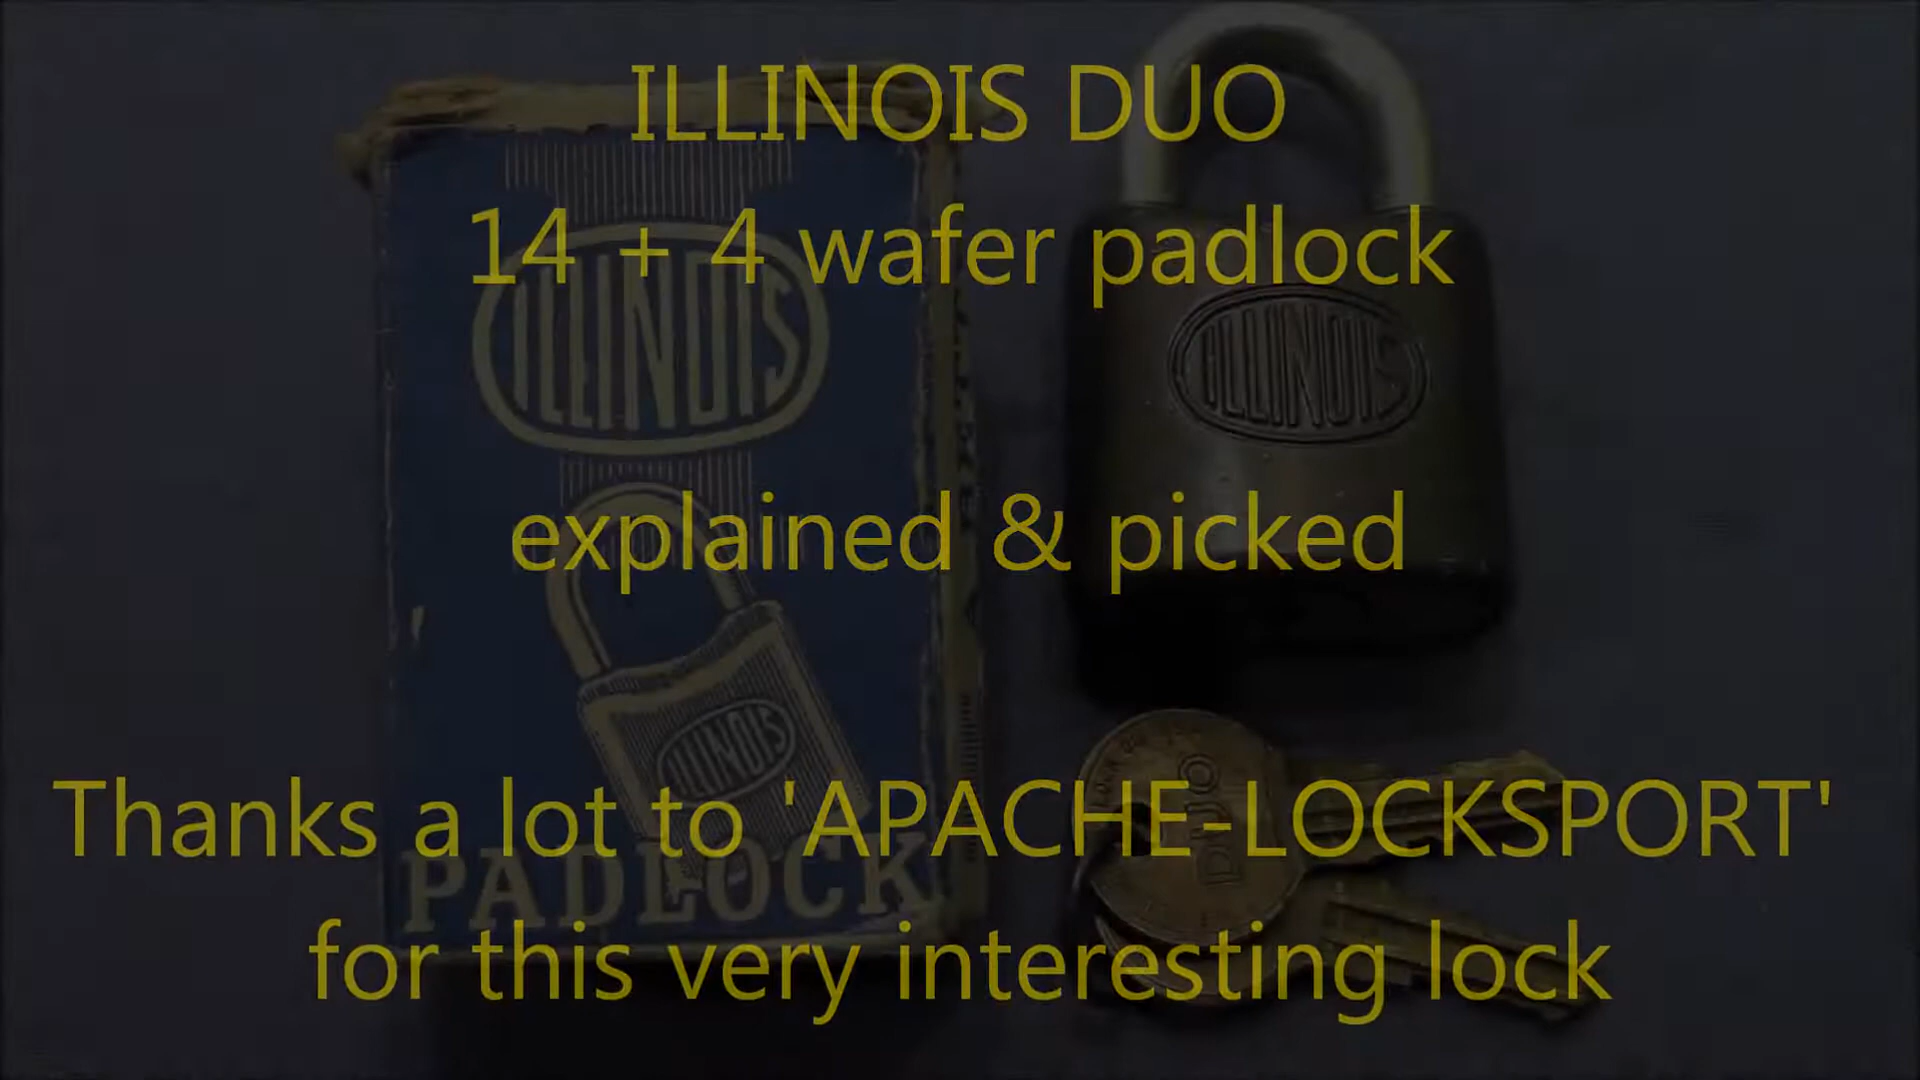 ILLINOIS DUO
14 + 4 wafer padlock
explained & picked
Thanks a lot to 'APACHE-LOCKSPORT'
for this very interesting lock
ILLINOIS
ILLINOIS
PADLOCK
ILLINOIS
DUO